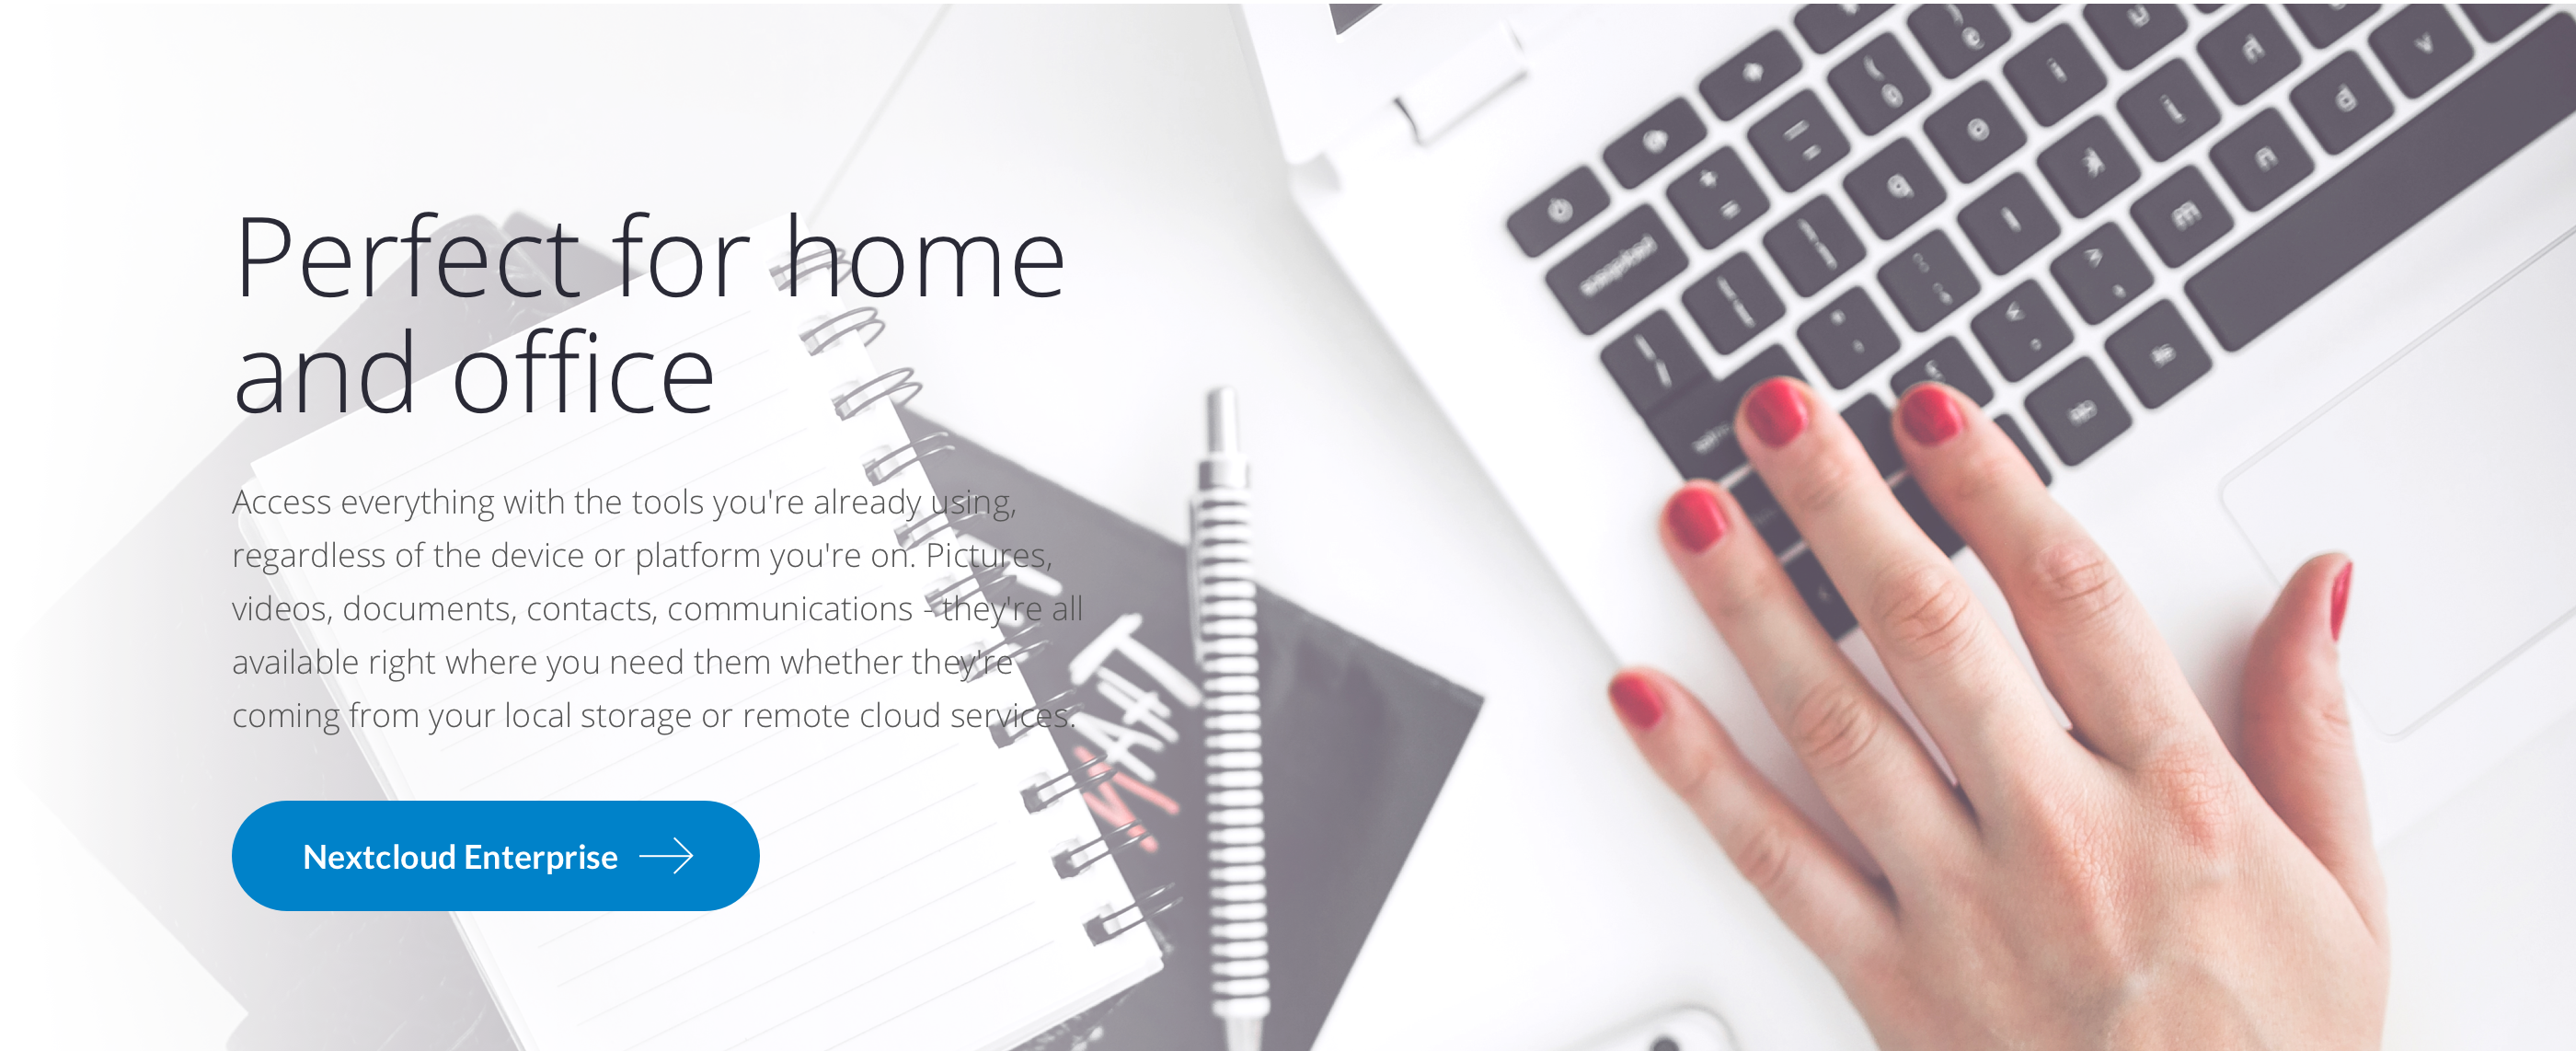 Perfect for home
and office
Access everything with the tools you're already using,
regardless of the device or platform you're on. Pictures,
videos, documents, contacts, communications - they're all
available right where you need them whether they're
coming from your local storage or remote cloud services.
Nextcloud Enterprise